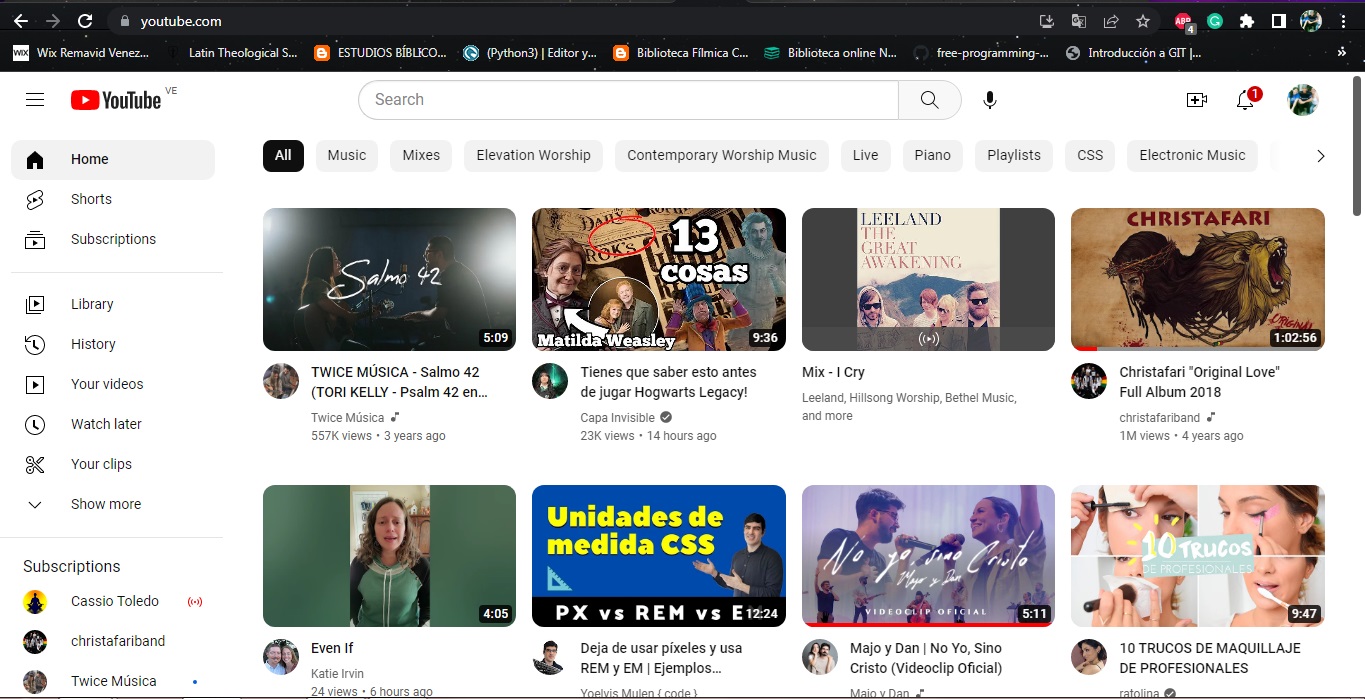 youtube.com
ABP
4
WIX Wix Remavid Venez...
Latin Theological S...
ESTUDIOS BÍBLICO...
(Python3) | Editor y...
Biblioteca Fílmica C...
Biblioteca online N...
free-programming-...
Introducción a GIT |...
YouTube VE
Search
1
Home
Shorts
Subscriptions
Library
History
Your videos
Watch later
Your clips
Show more
Subscriptions
Cassio Toledo
christafariband
Twice Música
All
Music
Mixes
Elevation Worship
Contemporary Worship Music
Live
Piano
Playlists
CSS
Electronic Music
Salmo 42
5:09
TWICE MÚSICA - Salmo 42
(TORI KELLY - Psalm 42 en...
Twice Música
557K views • 3 years ago
13
cosas
Matilda Weasley
9:36
Tienes que saber esto antes
de jugar Hogwarts Legacy!
Capa Invisible
23K views • 14 hours ago
LEELAND
THE
GREAT
AWAKENING
Mix - I Cry
Leeland, Hillsong Worship, Bethel Music,
and more
CHRISTAFARI
ORIGINAL
1:02:56
Christafari "Original Love"
Full Album 2018
christafariband
1M views • 4 years ago
4:05
Even If
Katie Irvin
24 views • 6 hours ago
Unidades de
medida CSS
PX vs REM vs E
12:24
Deja de usar píxeles y usa
REM y EM | Ejemplos...
Yoelvis Mulen { code }
No yo, sino Cristo
Majo y Dan
VIDEOCLIP OFICIAL
5:11
Majo y Dan | No Yo, Sino
Cristo (Videoclip Oficial)
Majo y Dan
10 TRUCOS
DE PROFESIONALES
9:47
10 TRUCOS DE MAQUILLAJE
DE PROFESIONALES
ratolina